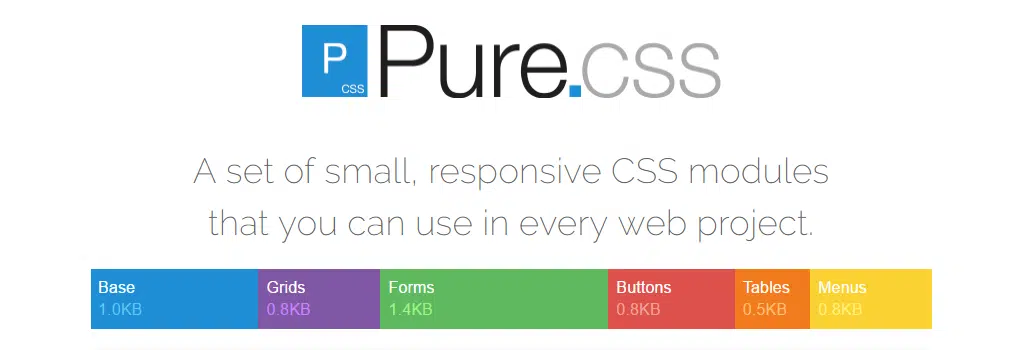 P
CSS
Pure.css
A set of small, responsive CSS modules
that you can use in every web project.
Base Grids Forms Buttons Tables Menus
1.0KB 0.8KB 1.4KB 0.8KB 0.5KB 0.8KB